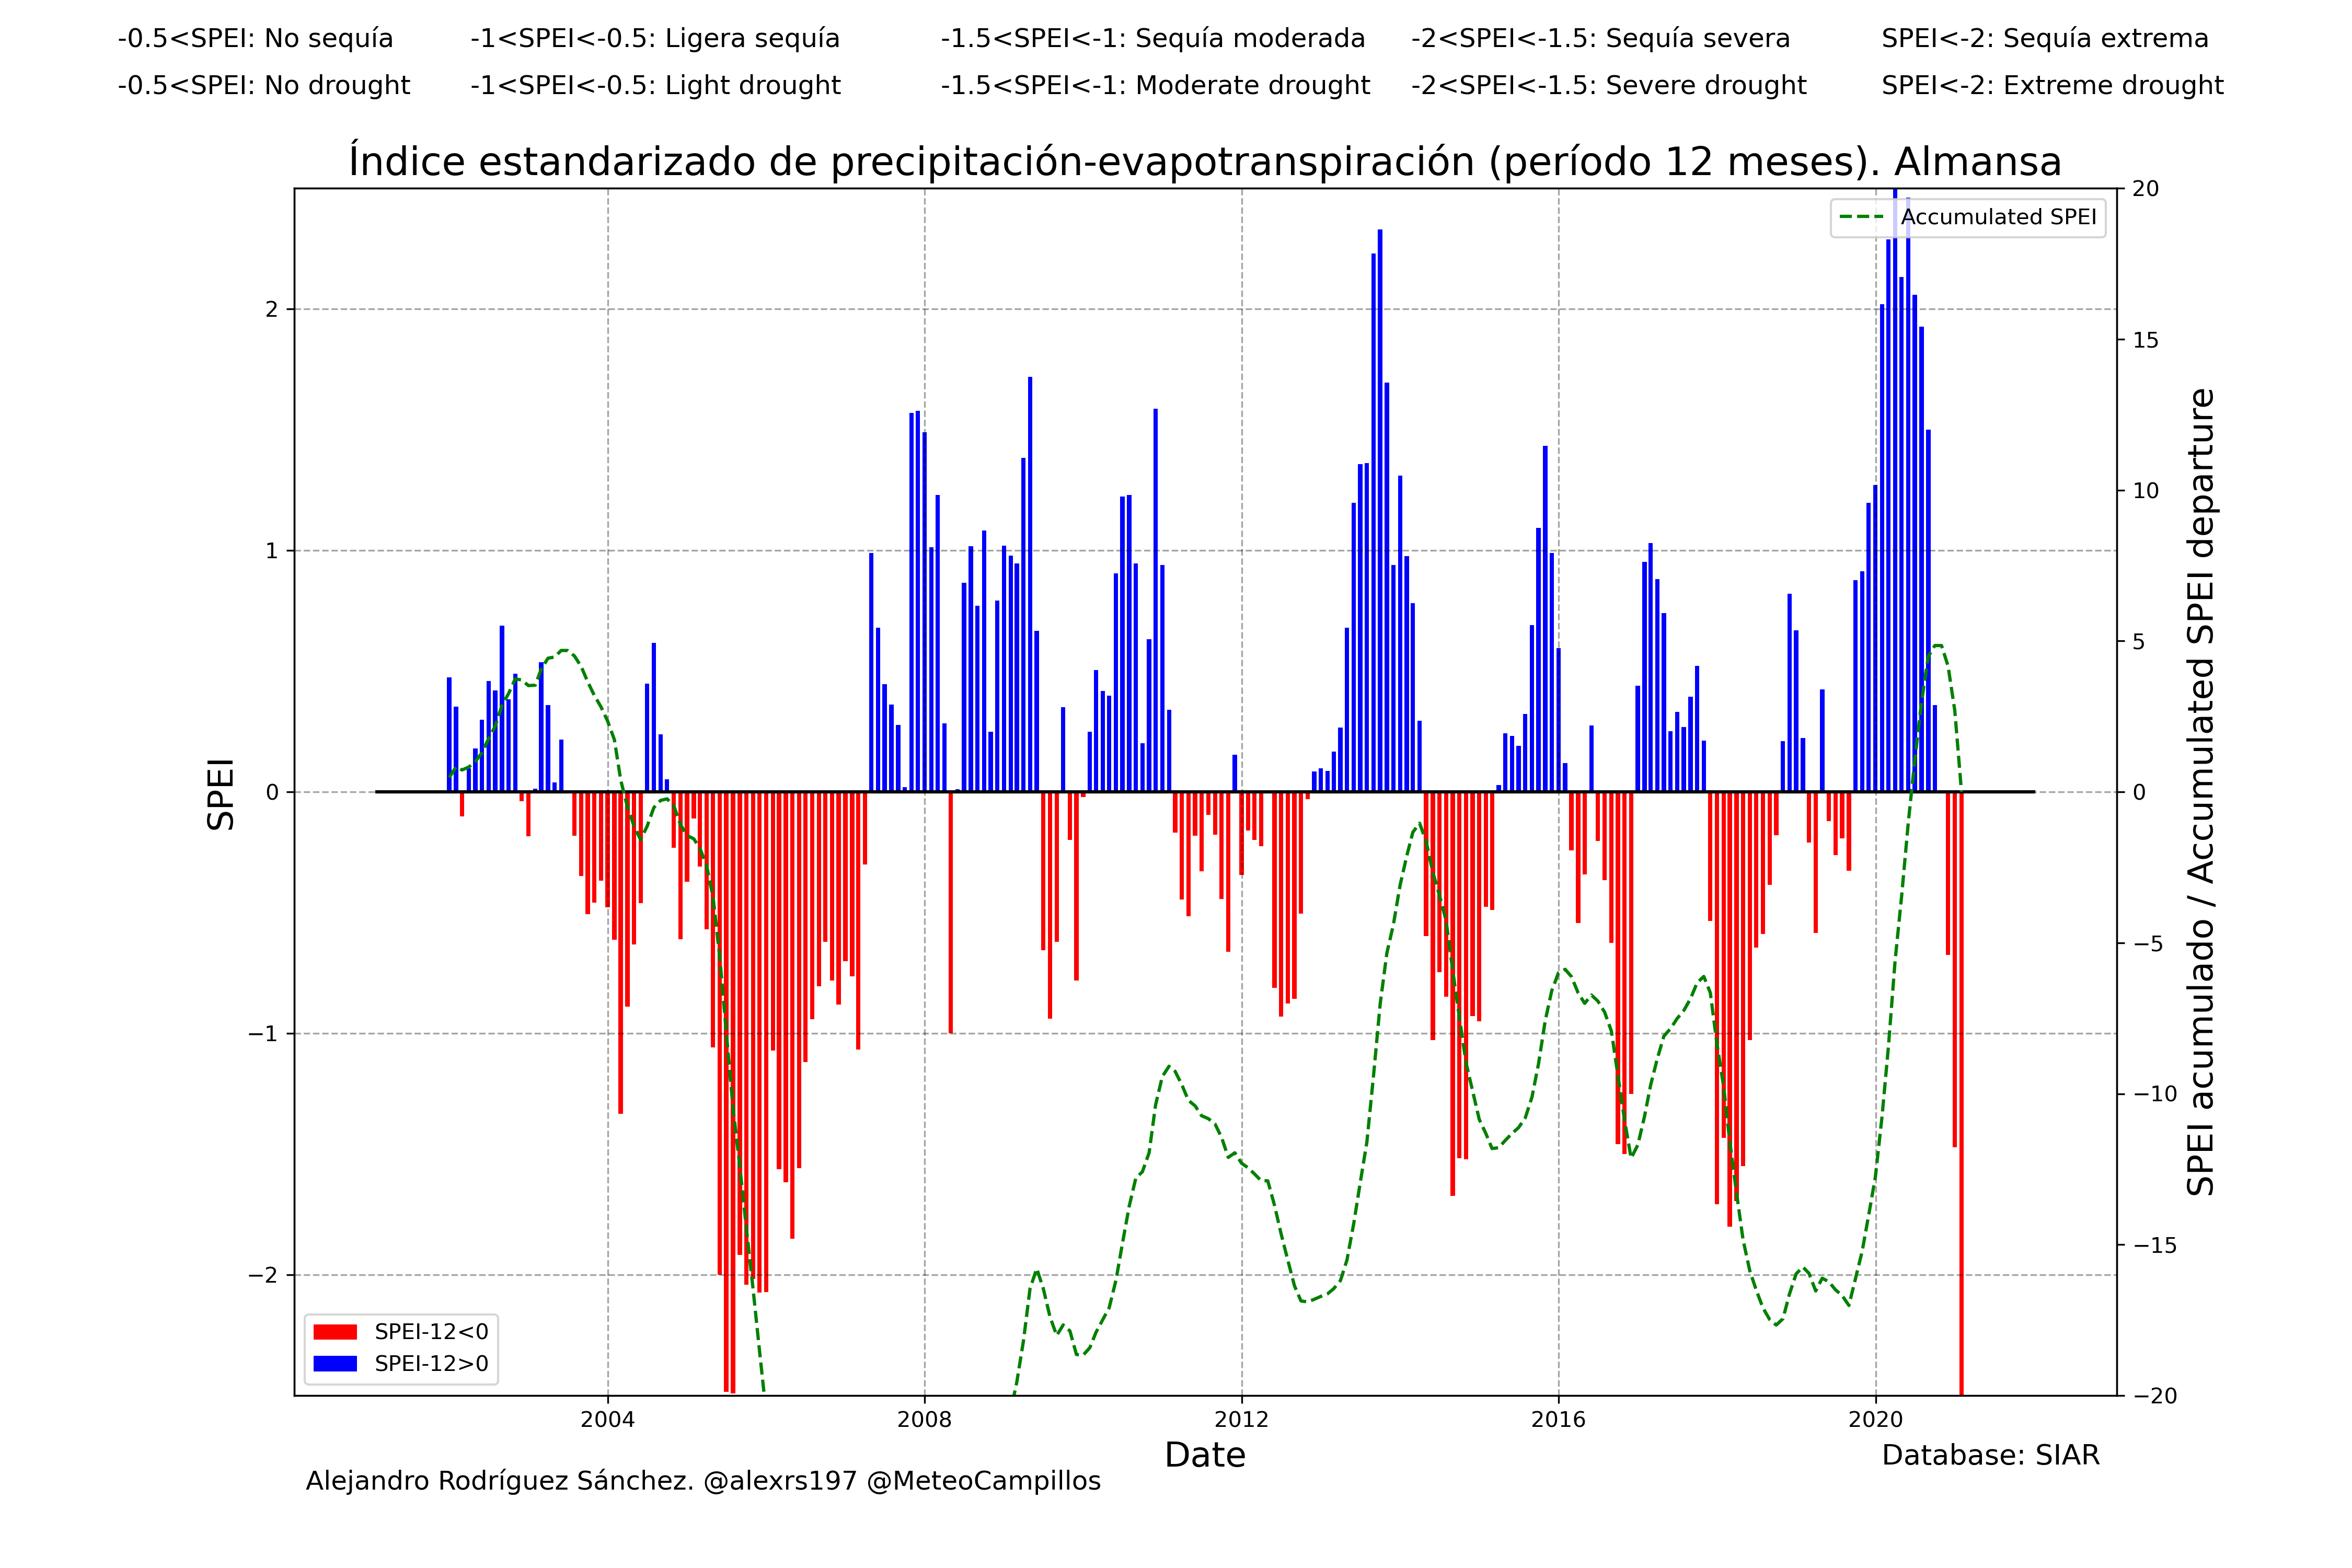 -0.5<SPEI: No sequía -1<SPEI<-0.5: Ligera sequía -1.5<SPEI<-1: Sequía moderada -2<SPEI<-1.5: Sequía severa SPEI<-2: Sequía extrema
-0.5<SPEI: No drought -1<SPEI<-0.5: Light drought -1.5<SPEI<-1: Moderate drought -2<SPEI<-1.5: Severe drought SPEI<-2: Extreme drought
Índice estandarizado de precipitación-evapotranspiración (período 12 meses). Almansa
Accumulated SPEI
SPEI
2
1
0
−1
−2
20
15
10
5
0
−5
−10
−15
−20
SPEI acumulado / Accumulated SPEI departure
SPEI-12<0
SPEI-12>0
2004 2008 2012 2016 2020
Date
Database: SIAR
Alejandro Rodríguez Sánchez. @alexrs197 @MeteoCampillos